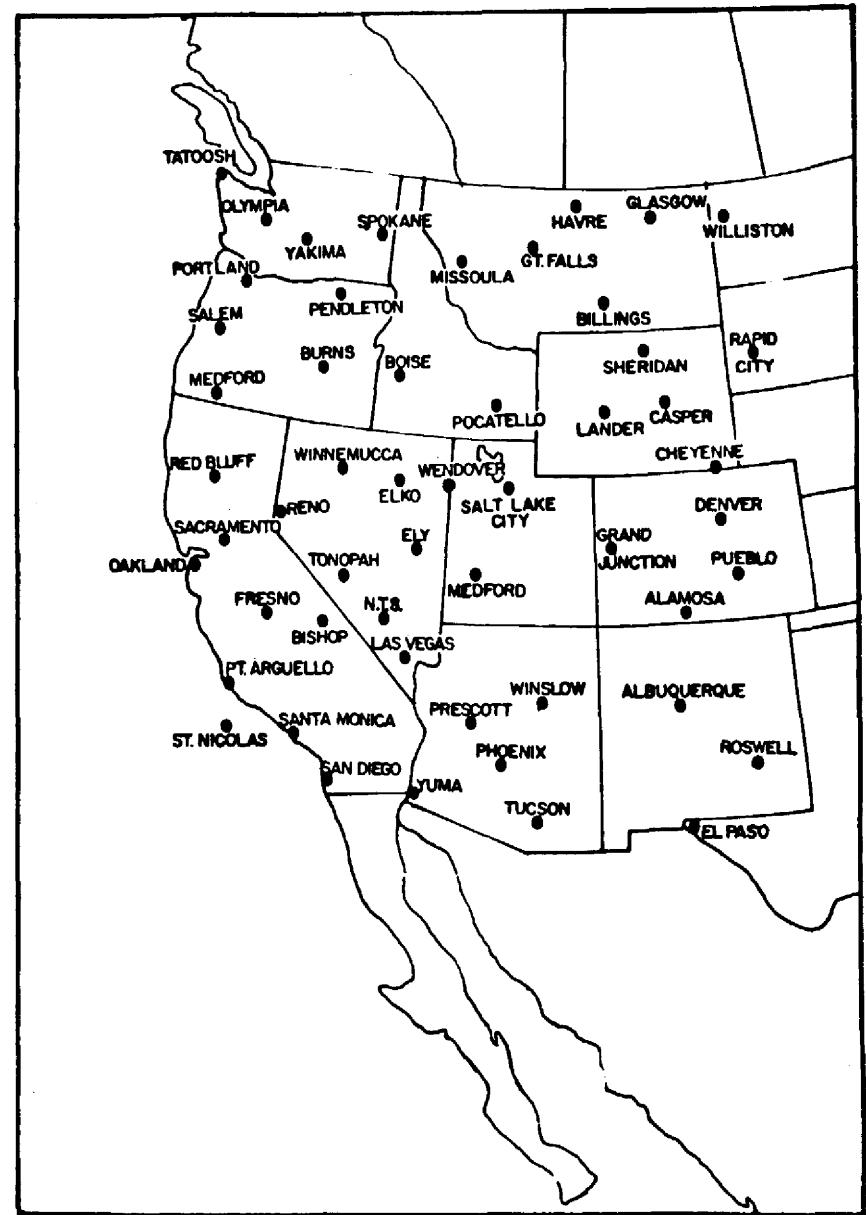 TATOOSH
OLYMPIA
YAKIMA
SPOKANE
HAVRE
GLASGOW
WILLISTON
MISSOULA
GT. FALLS
PORTLAND
PENDLETON
BILLINGS
SALEM
BURNS
BOISE
SHERIDAN
RAPID
CITY
MEDFORD
POCATELLO
LANDER
CASPER
CHEYENNE
RED BLUFF
WINNEMUCCA
ELKO
WENDOVER
SALT LAKE
CITY
RENO
DENVER
SACRAMENTO
ELY
GRAND
JUNCTION
OAKLAND
TONOPAH
MEDFORD
PUEBLO
FRESNO
BISHOP
N.T.S.
ALAMOSA
LAS VEGAS
PT. ARGUELLO
WINSLOW
ALBUQUERQUE
PRESCOTT
ST. NICOLAS
SANTA MONICA
PHOENIX
ROSWELL
SAN DIEGO
YUMA
TUCSON
EL PASO